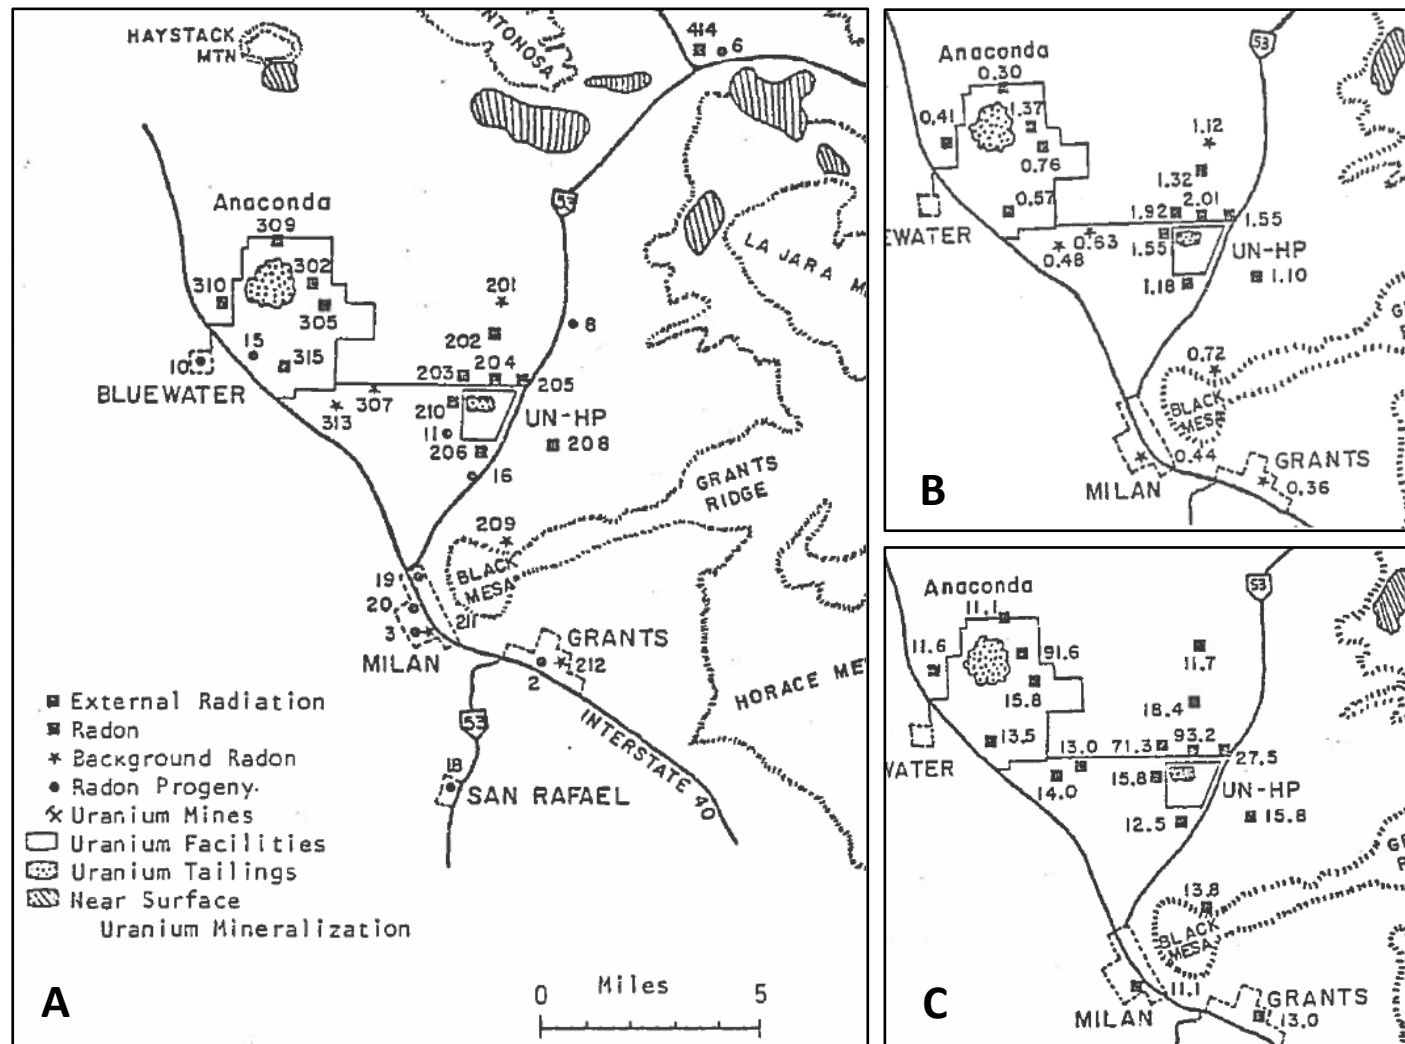 HAYSTACK
MTN
NTONOSA
414
6
53
Anaconda
309
302
310
305
15
315
10
BLUEWATER
201
8
202
203
204
205
307
313
210
11
UN-HP
206
208
16
LA JARA M
GRANTS
RIDGE
209
BLACK
MESA
19
20
3
211
MILAN
GRANTS
212
2
HORACE ME
INTERSTATE 40
53
18
SAN RAFAEL
External Radiation
Radon
Background Radon
Radon Progeny.
Uranium Mines
Uranium Facilities
Uranium Tailings
Near Surface
Uranium Mineralization
0 Miles 5
A
53
Anaconda
0.30
1.37
0.41
0.76
0.57
1.12
1.32
1.92
2.01
1.55
EWATER
0.63
0.48
1.55
UN-HP
1.18
1.10
G
0.72
BLACK
MESA
0.44
MILAN
GRANTS
0.36
B
53
Anaconda
11.1
11.6
91.6
15.8
13.5
11.7
18.4
13.0
71.3
93.2
27.5
WATER
14.0
15.8
UN-HP
12.5
15.8
13.8
BLACK
MESA
11.1
MILAN
GRANTS
13.0
C